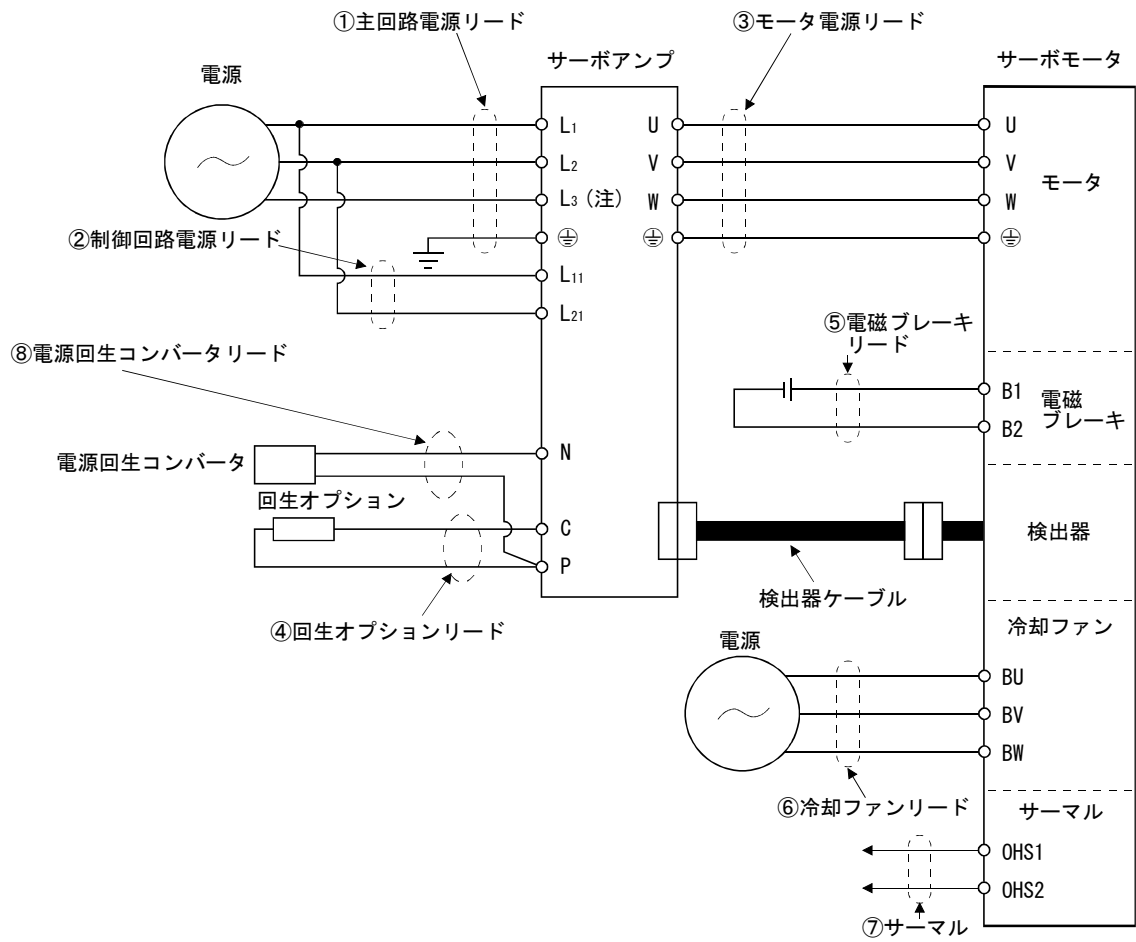 ①主回路電源リード
③モータ電源リード
電源
サーボアンプ
サーボモータ
L1
L2
L3（注）
L11
L21
U
V
W
U
V
W
モータ
②制御回路電源リード
⑤電磁ブレーキ
リード
⑧電源回生コンバータリード
B1
B2
電磁
ブレーキ
電源回生コンバータ
N
回生オプション
C
P
検出器
検出器ケーブル
④回生オプションリード
冷却ファン
電源
BU
BV
BW
⑥冷却ファンリード
サーマル
OHS1
OHS2
⑦サーマル